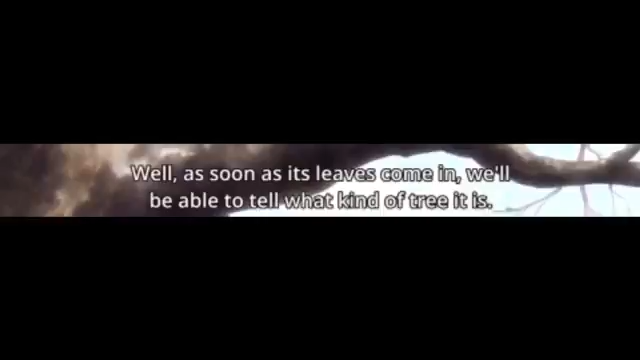 Well, as soon as its leaves come in, we'll
be able to tell what kind of tree it is.